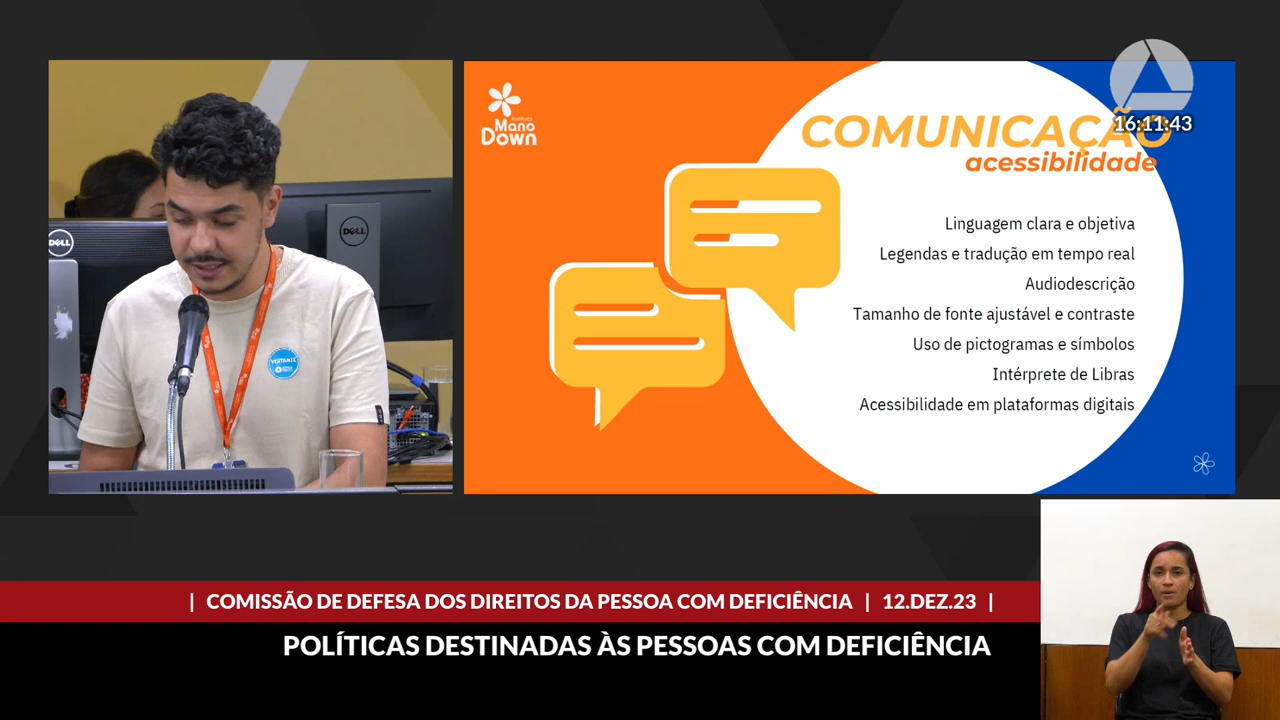 Instituto
Mano
Down
COMUNICAÇÃO
16:11:43
acessibilidade
Linguagem clara e objetiva
Legendas e tradução em tempo real
Audiodescrição
Tamanho de fonte ajustável e contraste
Uso de pictogramas e símbolos
Intérprete de Libras
Acessibilidade em plataformas digitais
DELL
DELL
VISITANTE
| COMISSÃO DE DEFESA DOS DIREITOS DA PESSOA COM DEFICIÊNCIA | 12.DEZ.23 |
POLÍTICAS DESTINADAS ÀS PESSOAS COM DEFICIÊNCIA